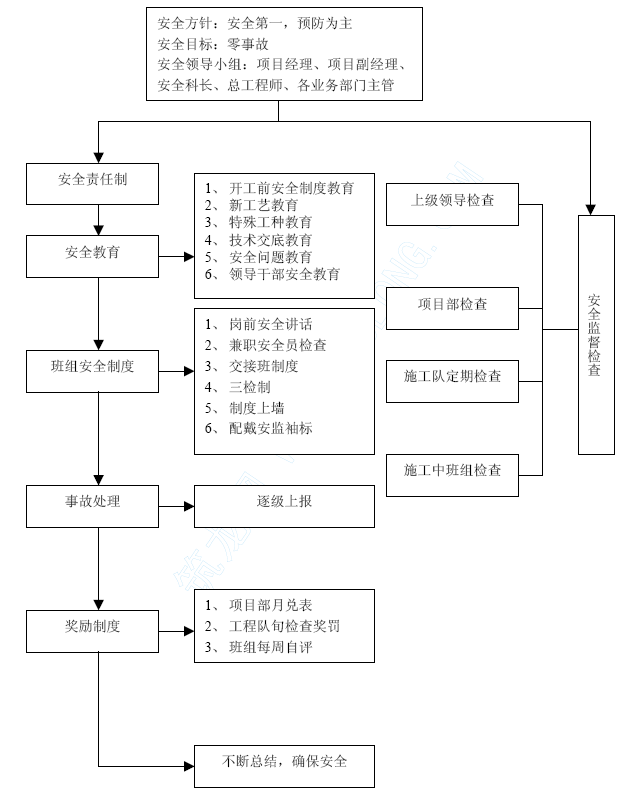 安全方针：安全第一，预防为主
安全目标：零事故
安全领导小组：项目经理、项目副经理、
安全科长、总工程师、各业务部门主管
安全责任制
安全教育
1、 开工前安全制度教育
2、 新工艺教育
3、 特殊工种教育
4、 技术交底教育
5、 安全问题教育
6、 领导干部安全教育
班组安全制度
1、 岗前安全讲话
2、 兼职安全员检查
3、 交接班制度
4、 三检制
5、 制度上墙
6、 配戴安监袖标
事故处理
逐级上报
奖励制度
1、 项目部月兑表
2、 工程队旬检查奖罚
3、 班组每周自评
不断总结，确保安全
上级领导检查
项目部检查
施工队定期检查
施工中班组检查
安全监督检查
筑龙网